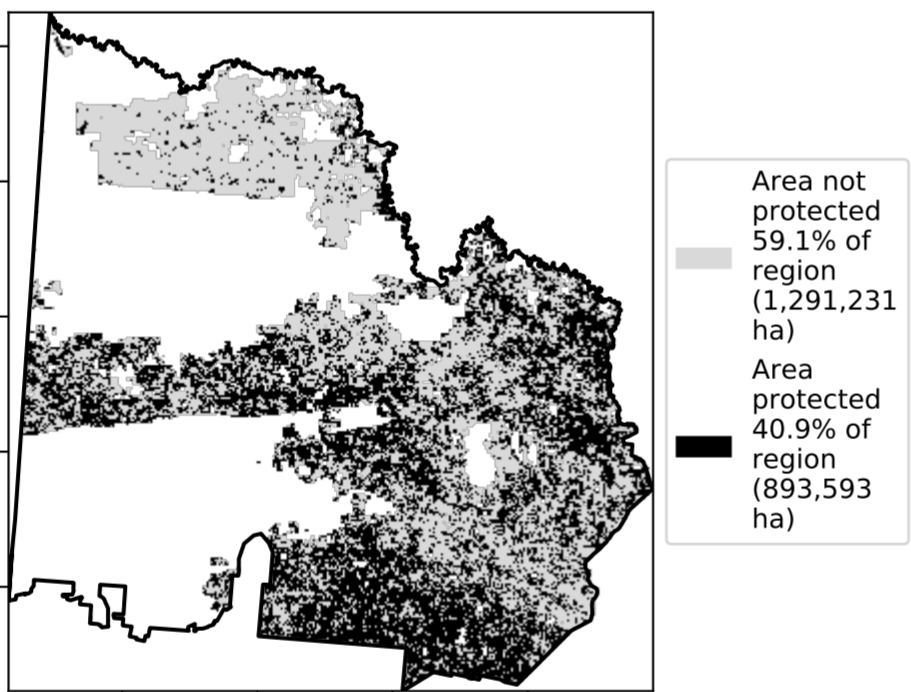 Area not
protected
59.1% of
region
(1,291,231
ha)
Area
protected
40.9% of
region
(893,593
ha)